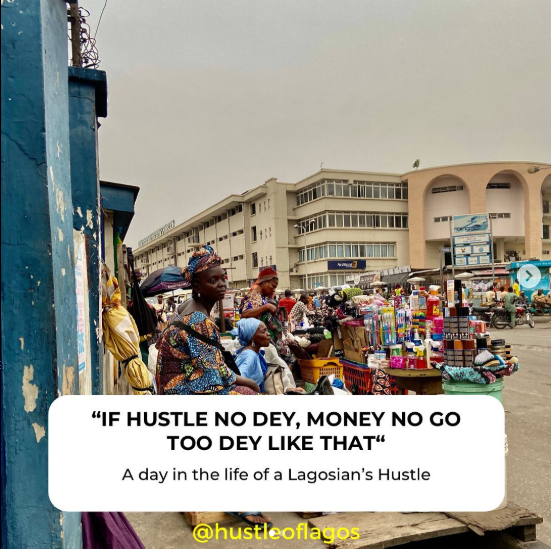 “IF HUSTLE NO DEY, MONEY NO GO
TOO DEY LIKE THAT“
A day in the life of a Lagosian’s Hustle
@hustleoflagos